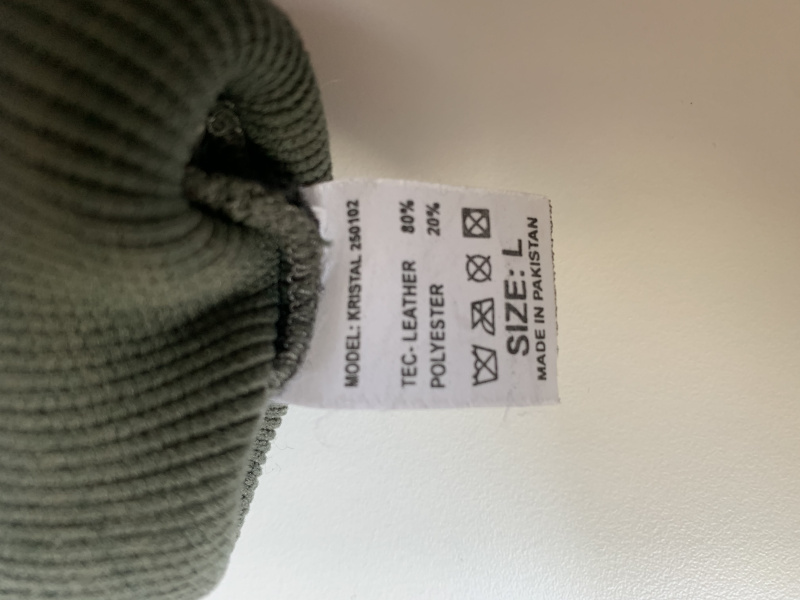 MODEL: KRISTAL 250102
TEC- LEATHER 80%
POLYESTER 20%
SIZE: L
MADE IN PAKISTAN